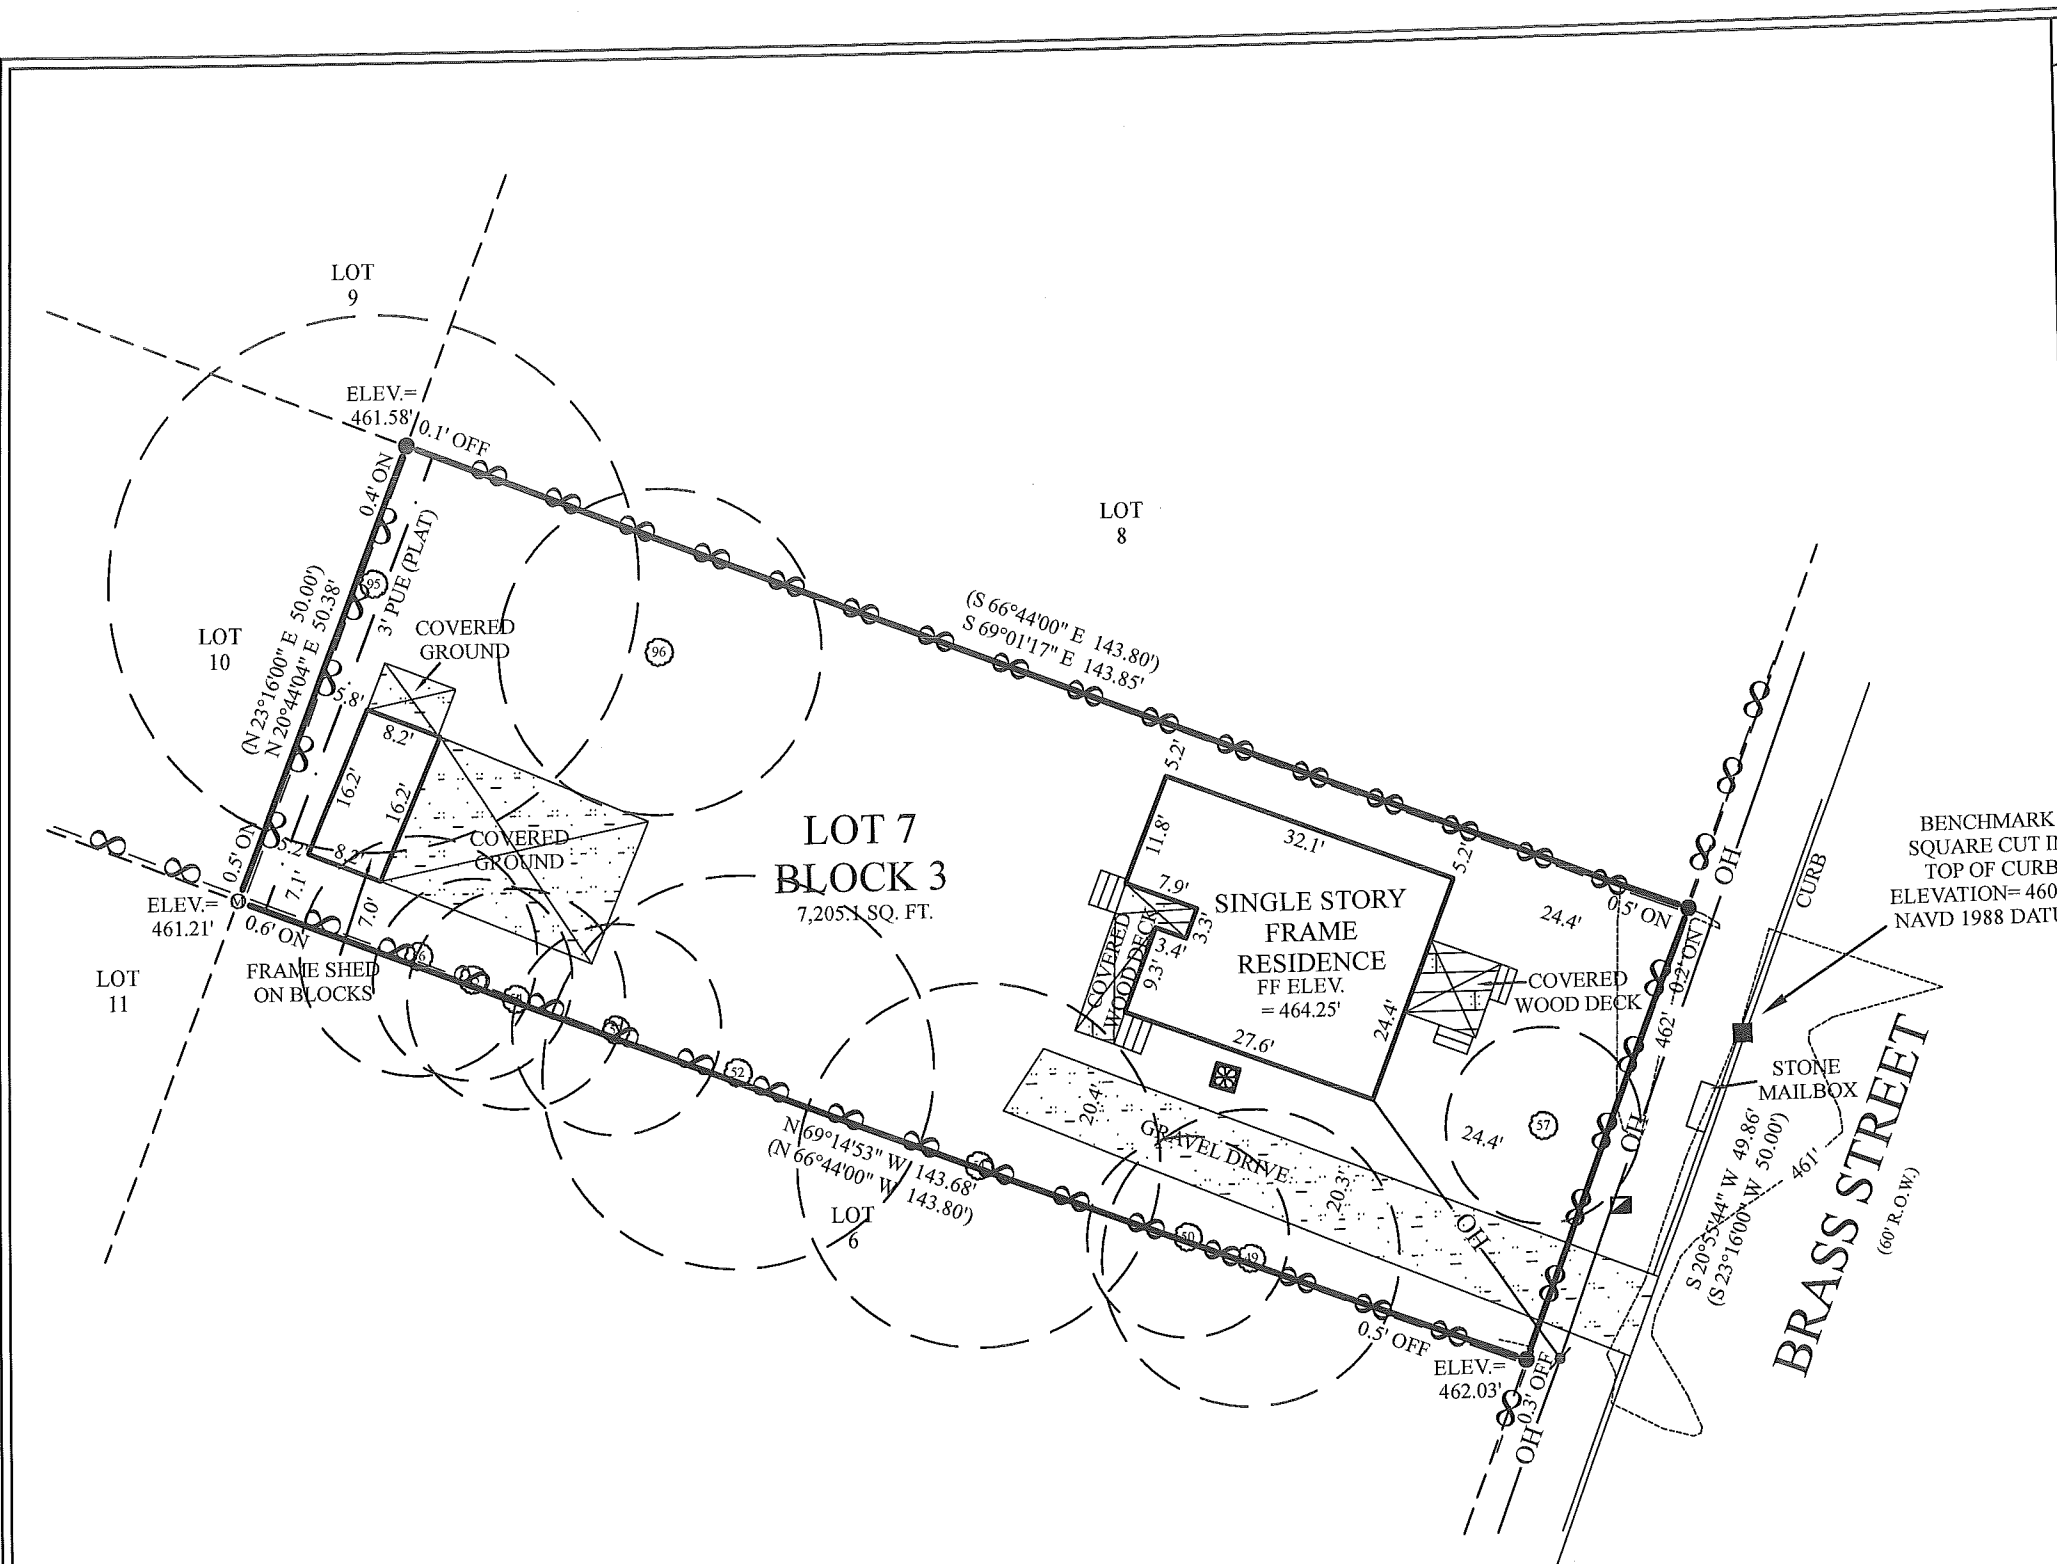 LOT
9
ELEV.=
461.58'
0.1' OFF
0.4' ON
LOT
8
(S 66°44'00" E 143.80')
S 69°01'17" E 143.85'
95
3' PUE (PLAT)
(N 23°16'00" E 50.00')
N 20°44'04" E 50.38'
LOT
10
COVERED
GROUND
96
5.8'
8.2'
16.2'
16.2'
COVERED
GROUND
8.2'
5.2'
7.1'
7.0'
0.5' ON
M
ELEV.=
461.21'
0.6' ON
LOT
11
FRAME SHED
ON BLOCKS
LOT 7
BLOCK 3
7,205.1 SQ. FT.
5.2'
11.8'
32.1'
5.2'
7.9'
3.3'
3.4'
9.3'
COVERED
WOOD DECK
SINGLE STORY
FRAME
RESIDENCE
FF ELEV.
= 464.25'
27.6'
24.4'
24.4'
0.5' ON
0.2' ON
COVERED
WOOD DECK
OH
CURB
BENCHMARK
SQUARE CUT
TOP OF CURB
ELEVATION= 460
NAVD 1988
462'
57
24.4'
OH
STONE
MAILBOX
52
20.4'
GRAVEL DRIVE
20.3'
OH
N 69°14'53" W 143.68'
(N 66°44'00" W 143.80')
LOT
6
50
49
0.5' OFF
ELEV.=
462.03'
0.3' OFF
OH
S 20°55'44" W 49.86'
(S 23°16'00" W 50.00')
461'
BRASS STREET
(60' R.O.W.)